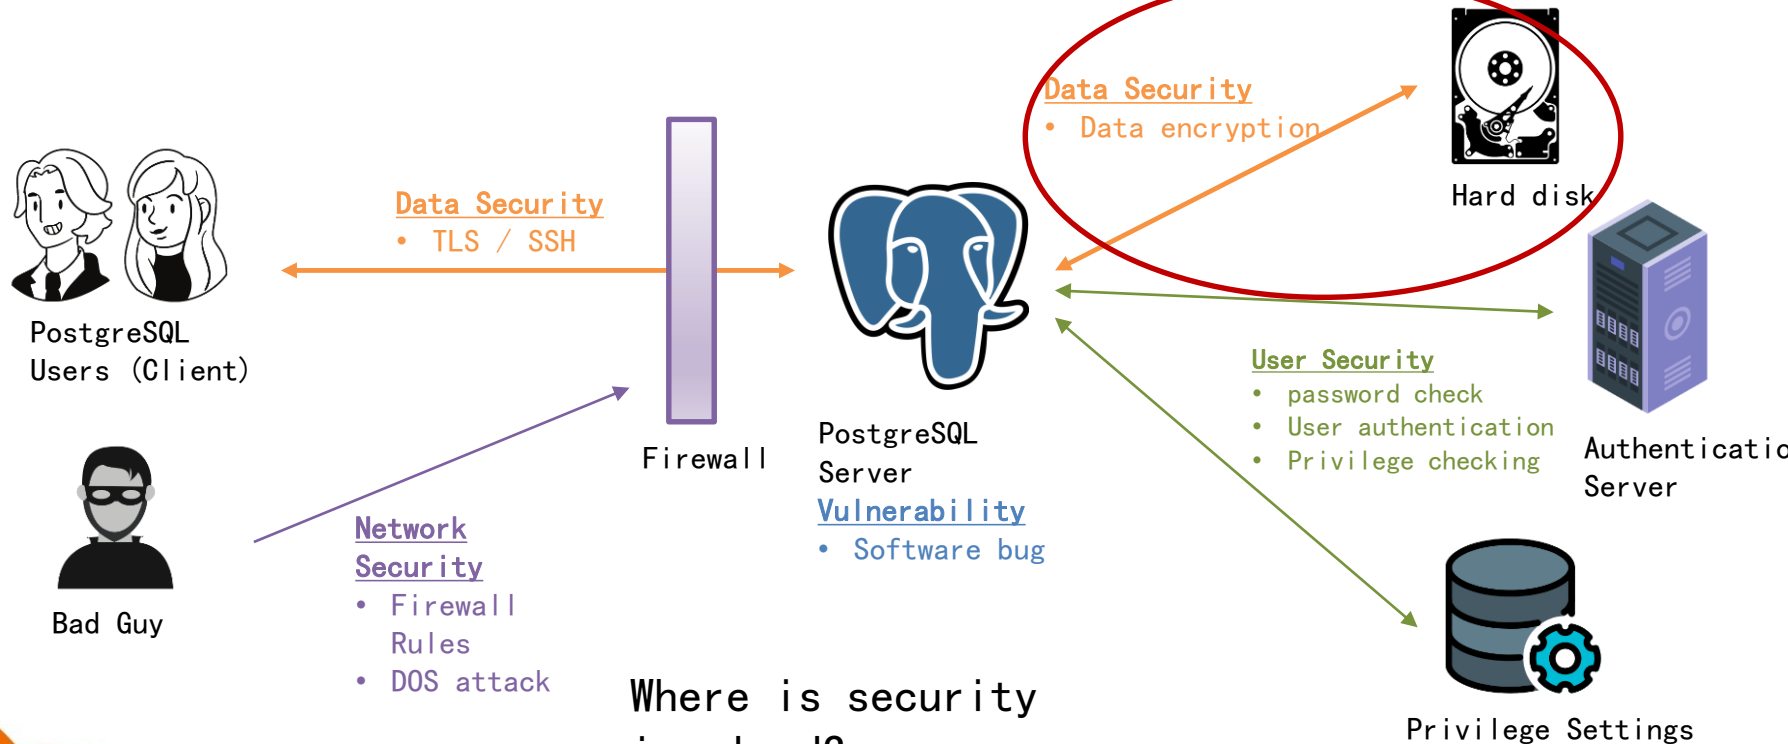 Data Security
• Data encryption
Hard disk
Data Security
• TLS / SSH
PostgreSQL
Users (Client)
Firewall
PostgreSQL
Server
Vulnerability
• Software bug
User Security
• password check
• User authentication
• Privilege checking
Authenticatio
Server
Bad Guy
Network
Security
• Firewall
Rules
• DOS attack
Where is security
Privilege Settings